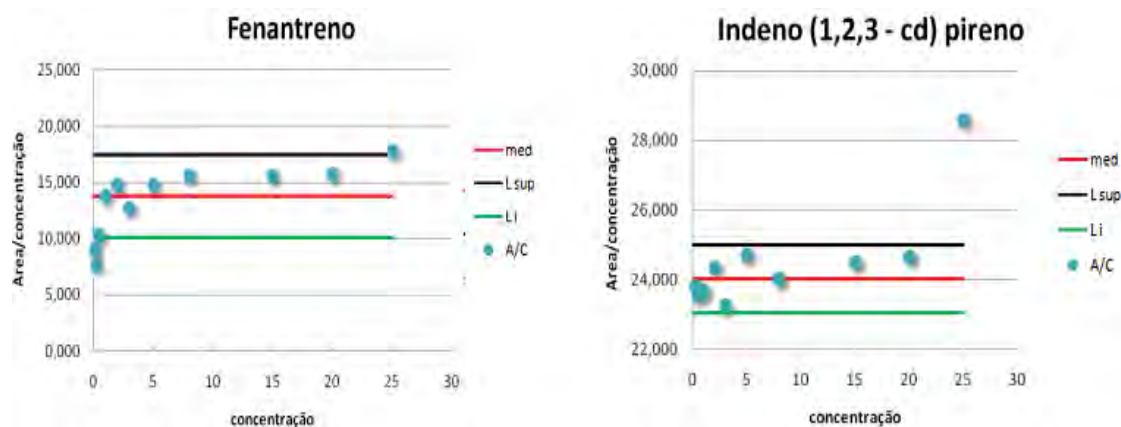 Fenantreno
25,000
20,000
15,000
10,000
5,000
0,000
Area/concentração
0 5 10 15 20 25 30
concentração
med
L sup
Li
A/C
Indeno (1,2,3 - cd) pireno
30,000
28,000
26,000
24,000
22,000
Area/concentração
0 5 10 15 20 25 30
concentração
med
L sup
Li
A/C